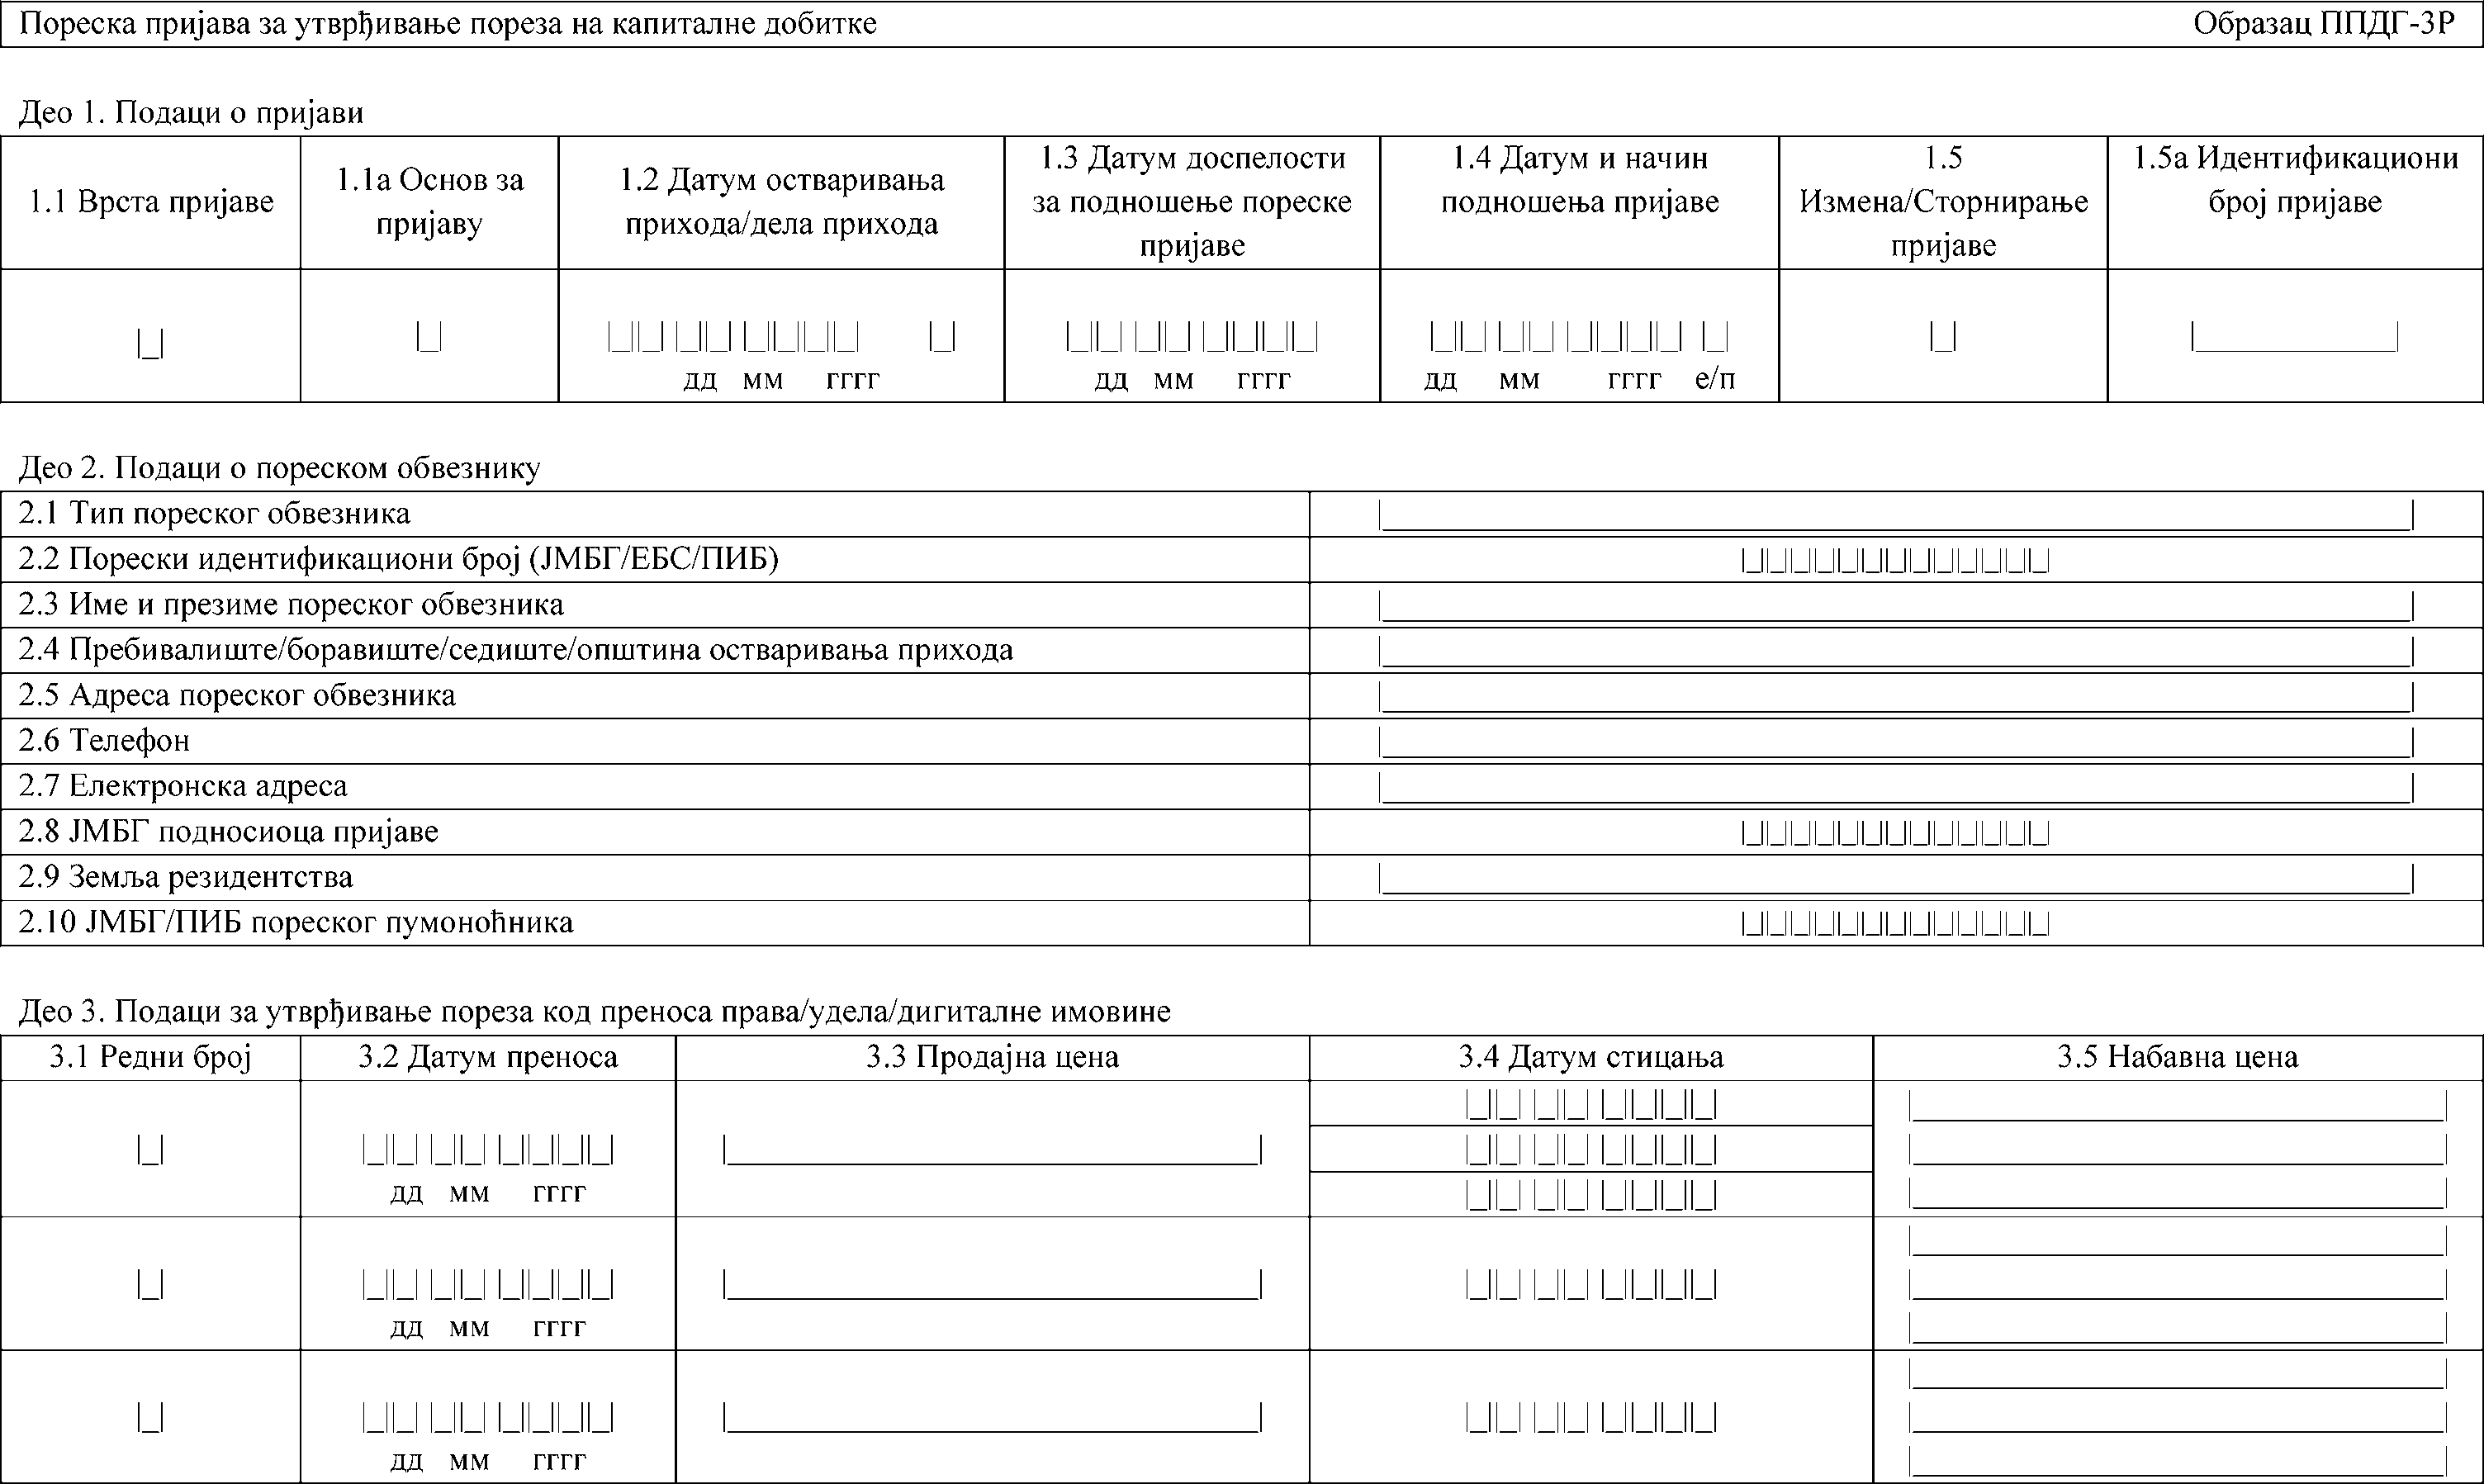 Пореска пријава за утврђивање пореза на капиталне добитке Образац ППДГ-3Р
Део 1. Подаци о пријави
1.1 Врста пријаве
1.1а Основ за
пријаву
1.2 Датум остваривања
прихода/дела прихода
1.3 Датум доспелости
за подношење пореске
пријаве
1.4 Датум и начин
подношења пријаве
1.5
Измена/Сторнирање
пријаве
1.5а Идентификациони
број пријаве
дд мм гггг
дд мм гггг
дд мм гггг е/п
Део 2. Подаци о пореском обвезнику
2.1 Тип пореског обвезника
2.2 Порески идентификациони број (ЈМБГ/ЕБС/ПИБ)
2.3 Име и презиме пореског обвезника
2.4 Пребивалиште/боравиште/седиште/општина остваривања прихода
2.5 Адреса пореског обвезника
2.6 Телефон
2.7 Електронска адреса
2.8 ЈМБГ подносиоца пријаве
2.9 Земља резидентства
2.10 ЈМБГ/ПИБ пореског пумоноћника
Део 3. Подаци за утврђивање пореза код преноса права/удела/дигиталне имовине
3.1 Редни број
3.2 Датум преноса
3.3 Продајна цена
3.4 Датум стицања
3.5 Набавна цена
дд мм гггг
дд мм гггг
дд мм гггг